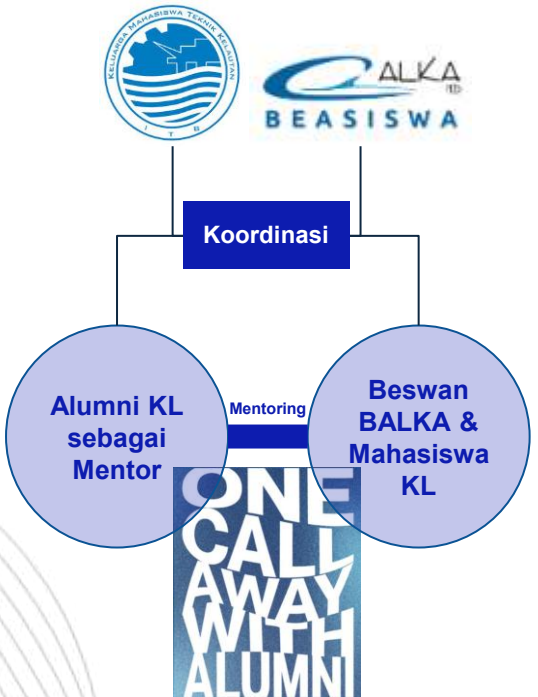 KELUARGA MAHASISWA TEKNIK KELAUTAN
ITB
ALKA
ITB
BEASISWA
Koordinasi
Alumni KL
sebagai
Mentor
Mentoring
Beswan
BALKA &
Mahasiswa
KL
ONE
CALL
AWAY
WITH
ALUMNI